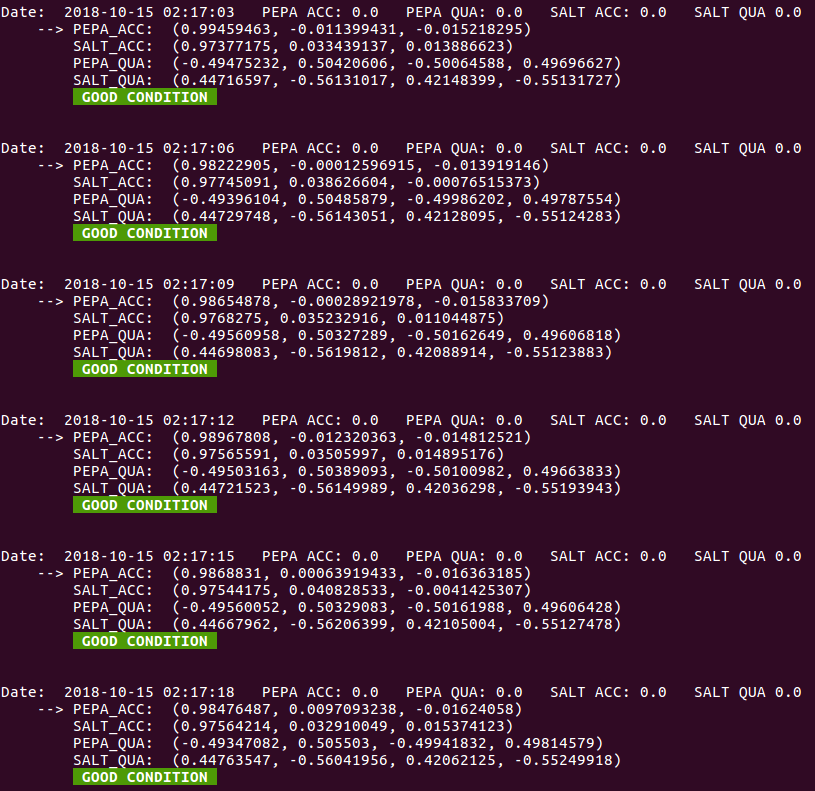 Date:  2018-10-15 02:17:03   PEPA ACC: 0.0   PEPA QUA: 0.0   SALT ACC: 0.0   SALT QUA 0.0
--> PEPA_ACC:  (0.99459463, -0.011399431, -0.015218295)
SALT_ACC:  (0.97377175, 0.033439137, 0.013886623)
PEPA_QUA:  (-0.49475232, 0.50420606, -0.50064588, 0.49696627)
SALT_QUA:  (0.44716597, -0.56131017, 0.42148399, -0.55131727)
GOOD CONDITION
Date:  2018-10-15 02:17:06   PEPA ACC: 0.0   PEPA QUA: 0.0   SALT ACC: 0.0   SALT QUA 0.0
--> PEPA_ACC:  (0.98222905, -0.00012596915, -0.013919146)
SALT_ACC:  (0.97745091, 0.038626604, -0.00076515373)
PEPA_QUA:  (-0.49396104, 0.50485879, -0.49986202, 0.49787554)
SALT_QUA:  (0.44729748, -0.56143051, 0.42128095, -0.55124283)
GOOD CONDITION
Date:  2018-10-15 02:17:09   PEPA ACC: 0.0   PEPA QUA: 0.0   SALT ACC: 0.0   SALT QUA 0.0
--> PEPA_ACC:  (0.98654878, -0.00028921978, -0.015833709)
SALT_ACC:  (0.9768275, 0.035232916, 0.011044875)
PEPA_QUA:  (-0.49560958, 0.50327289, -0.50162649, 0.49606818)
SALT_QUA:  (0.44698083, -0.5619812, 0.42088914, -0.55123883)
GOOD CONDITION
Date:  2018-10-15 02:17:12   PEPA ACC: 0.0   PEPA QUA: 0.0   SALT ACC: 0.0   SALT QUA 0.0
--> PEPA_ACC:  (0.98967808, -0.012320363, -0.014812521)
SALT_ACC:  (0.97565591, 0.03505997, 0.014895176)
PEPA_QUA:  (-0.49503163, 0.50389093, -0.50100982, 0.49663833)
SALT_QUA:  (0.44721523, -0.56149989, 0.42036298, -0.55193943)
GOOD CONDITION
Date:  2018-10-15 02:17:15   PEPA ACC: 0.0   PEPA QUA: 0.0   SALT ACC: 0.0   SALT QUA 0.0
--> PEPA_ACC:  (0.9868831, 0.00063919433, -0.016363185)
SALT_ACC:  (0.97544175, 0.040828533, -0.0041425307)
PEPA_QUA:  (-0.49560052, 0.50329083, -0.50161988, 0.49606428)
SALT_QUA:  (0.44667962, -0.56206399, 0.42105004, -0.55127478)
GOOD CONDITION
Date:  2018-10-15 02:17:18   PEPA ACC: 0.0   PEPA QUA: 0.0   SALT ACC: 0.0   SALT QUA 0.0
--> PEPA_ACC:  (0.98476487, 0.0097093238, -0.01624058)
SALT_ACC:  (0.97564214, 0.032910049, 0.015374123)
PEPA_QUA:  (-0.49347082, 0.505503, -0.49941832, 0.49814579)
SALT_QUA:  (0.44763547, -0.56041956, 0.42062125, -0.55249918)
GOOD CONDITION